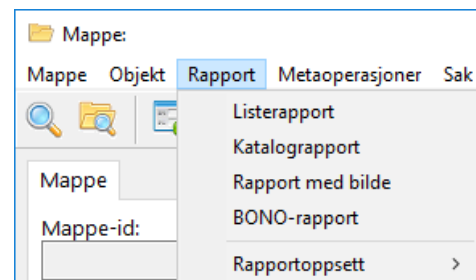 Mappe:
Mappe Objekt Rapport Metaoperasjoner Sak
Listerapport
Katalograpport
Mappe
Rapport med bilde
BONO-rapport
Mappe-id:
Rapportoppsett